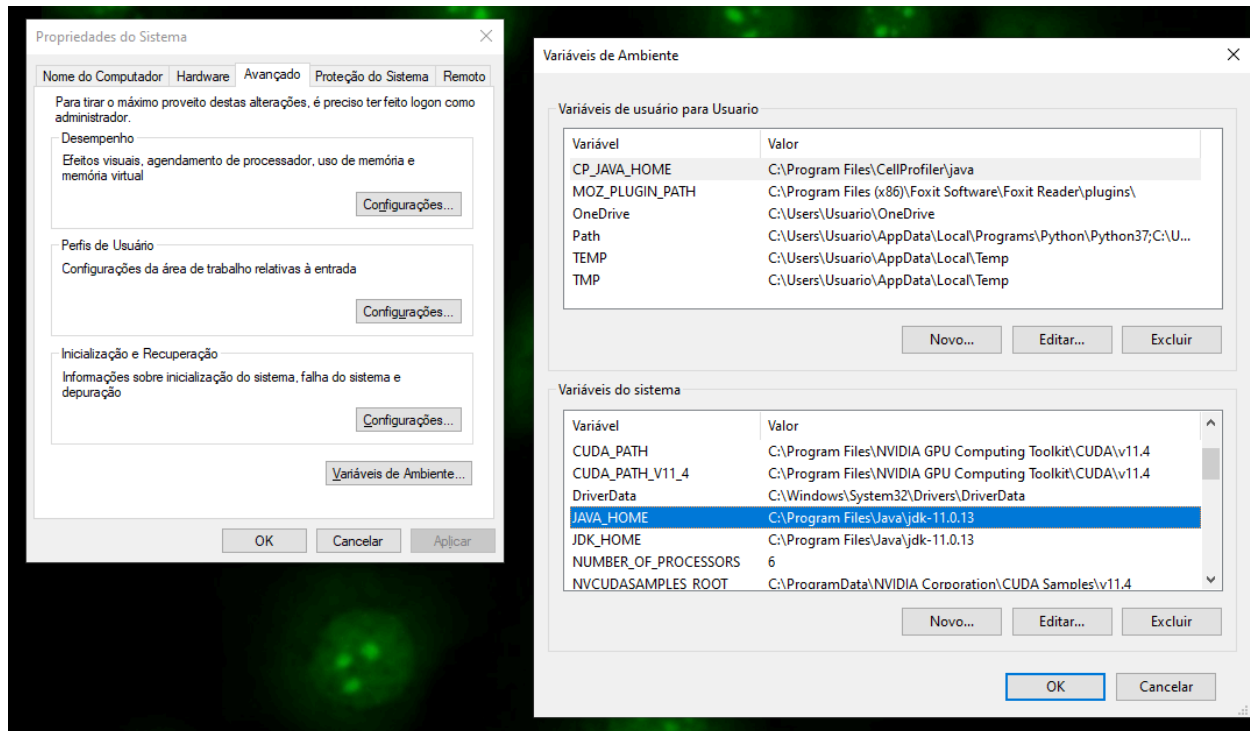 Propriedades do Sistema
Nome do Computador Hardware Avançado Proteção do Sistema Remoto
Para tirar o máximo proveito destas alterações, é preciso ter feito logon como
administrador.
Desempenho
Efeitos visuais, agendamento de processador, uso de memória e
memória virtual
Configurações...
Perfis de Usuário
Configurações da área de trabalho relativas à entrada
Configurações...
Inicialização e Recuperação
Informações sobre inicialização do sistema, falha do sistema e
depuração
Configurações...
Variáveis de Ambiente...
OK Cancelar Aplicar
Variáveis de Ambiente
Variáveis de usuário para Usuario
Variável Valor
CP_JAVA_HOME C:\Program Files\CellProfiler\java
MOZ_PLUGIN_PATH C:\Program Files (x86)\Foxit Software\Foxit Reader\plugins\
OneDrive C:\Users\Usuario\OneDrive
Path C:\Users\Usuario\AppData\Local\Programs\Python\Python37;C:\U...
TEMP C:\Users\Usuario\AppData\Local\Temp
TMP C:\Users\Usuario\AppData\Local\Temp
Novo... Editar... Excluir
Variáveis do sistema
Variável Valor
CUDA_PATH C:\Program Files\NVIDIA GPU Computing Toolkit\CUDA\v11.4
CUDA_PATH_V11_4 C:\Program Files\NVIDIA GPU Computing Toolkit\CUDA\v11.4
DriverData C:\Windows\System32\Drivers\DriverData
JAVA_HOME C:\Program Files\Java\jdk-11.0.13
JDK_HOME C:\Program Files\Java\jdk-11.0.13
NUMBER_OF_PROCESSORS 6
NVCUDASAMPLES_ROOT C:\ProgramData\NVIDIA Corporation\CUDA Samples\v11.4
Novo... Editar... Excluir
OK Cancelar